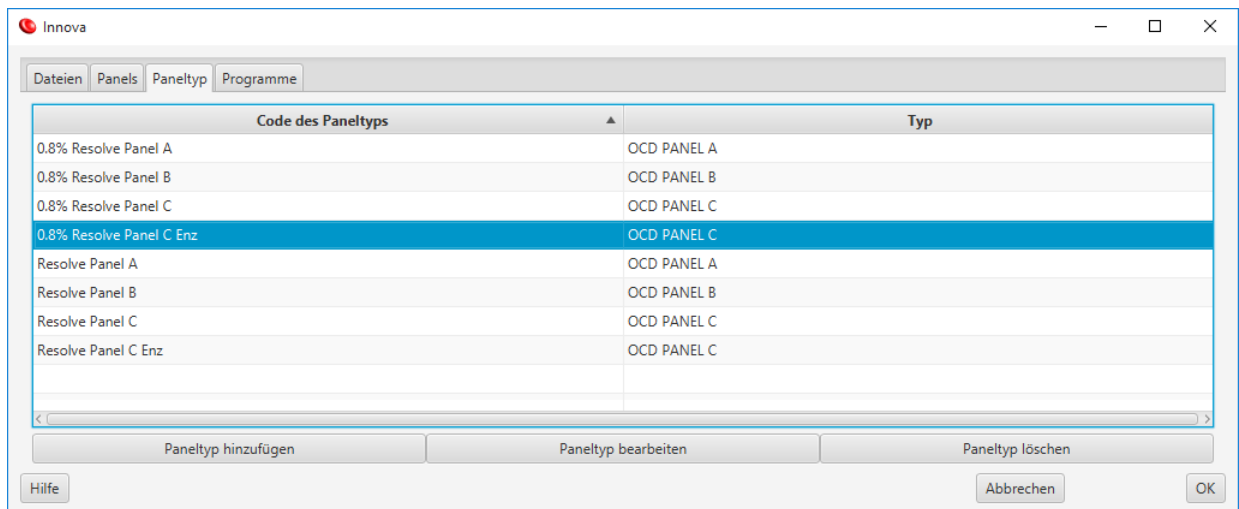 Innova
Dateien Panels Paneltyp Programme
Code des Paneltyps Typ
0.8% Resolve Panel A OCD PANEL A
0.8% Resolve Panel B OCD PANEL B
0.8% Resolve Panel C OCD PANEL C
0.8% Resolve Panel C Enz OCD PANEL C
Resolve Panel A OCD PANEL A
Resolve Panel B OCD PANEL B
Resolve Panel C OCD PANEL C
Resolve Panel C Enz OCD PANEL C
Paneltyp hinzufügen Paneltyp bearbeiten Paneltyp löschen
Hilfe Abbrechen OK